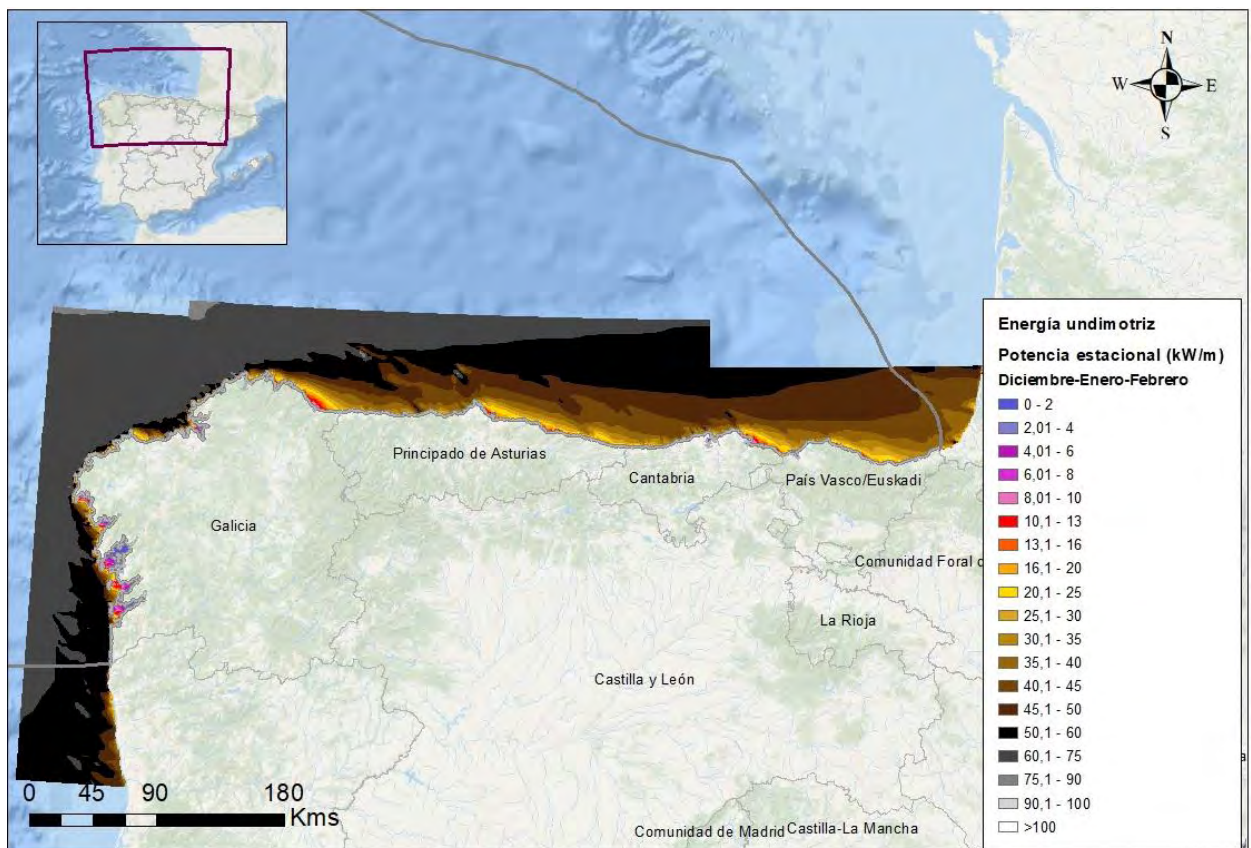 N
W
E
S
Energía undimotriz
Potencia estacional (kW/m)
Diciembre-Enero-Febrero
0 - 2
2,01 - 4
4,01 - 6
6,01 - 8
8,01 - 10
10,1 - 13
13,1 - 16
16,1 - 20
20,1 - 25
25,1 - 30
30,1 - 35
35,1 - 40
40,1 - 45
45,1 - 50
50,1 - 60
60,1 - 75
75,1 - 90
90,1 - 100
>100
Principado de Asturias
Cantabria
País Vasco/Euskadi
Galicia
Comunidad Foral d
La Rioja
Castilla y León
a
0 45 90 180
Kms
Comunidad de Madrid
Castilla-La Mancha